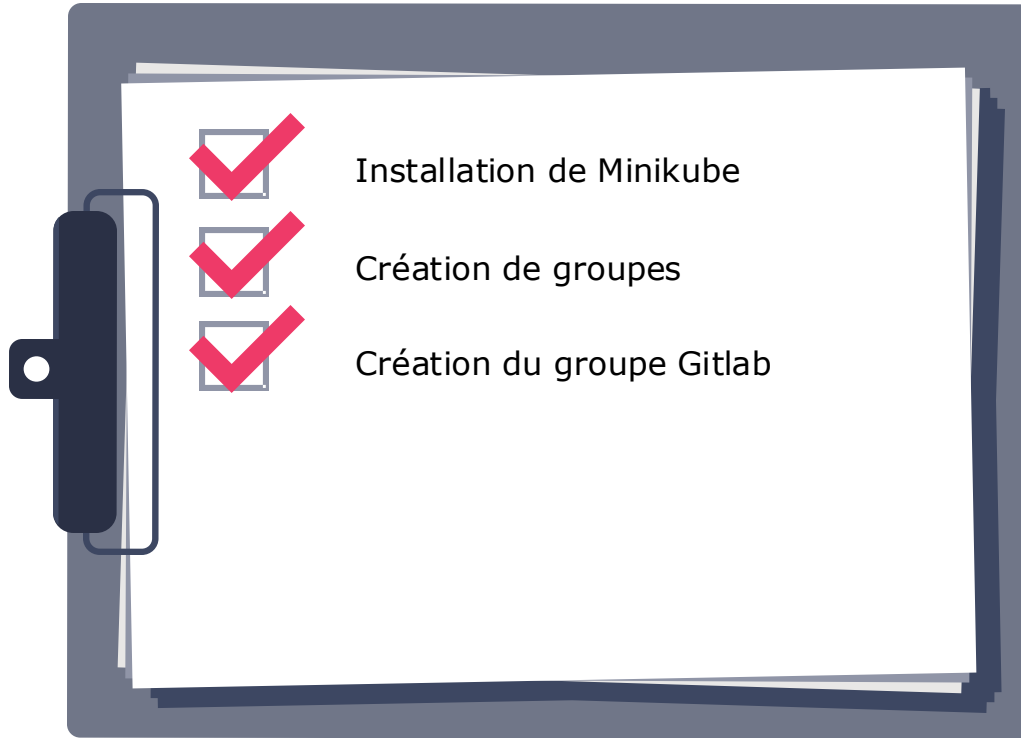 Installation de Minikube
Création de groupes
Création du groupe Gitlab